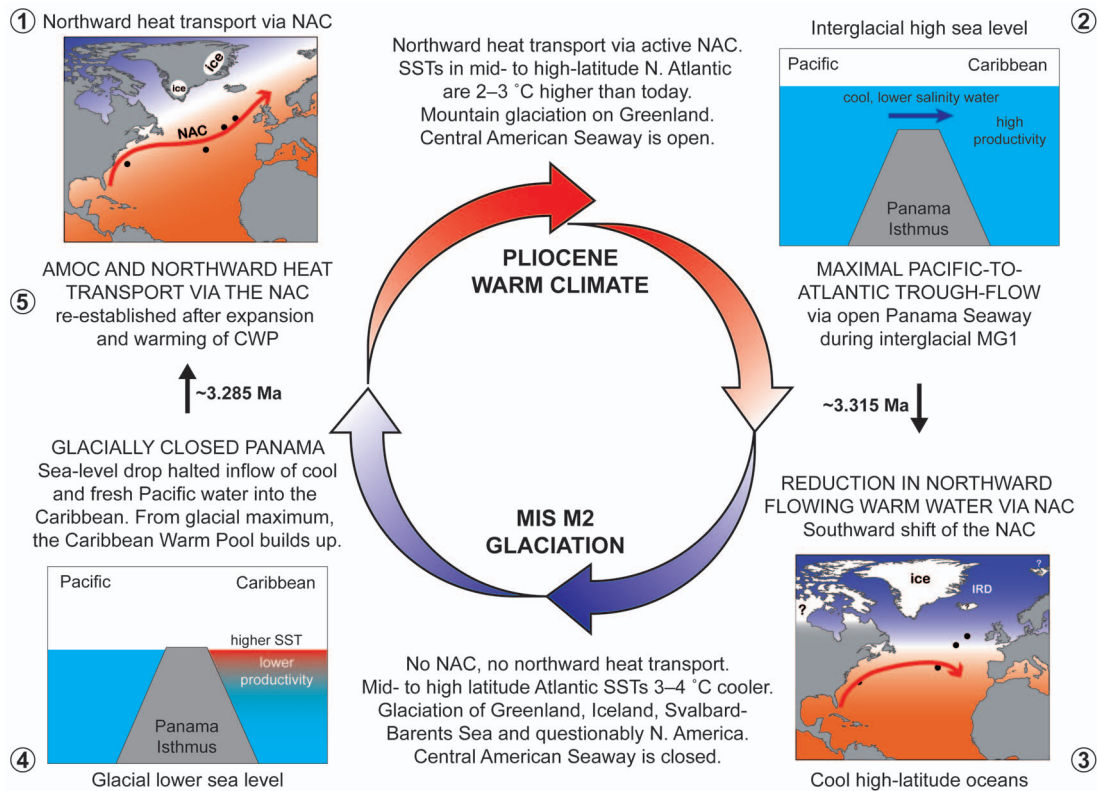 ①
Northward heat transport via NAC
ice
ice
NAC
Northward heat transport via active NAC.
SSTs in mid- to high-latitude N. Atlantic
are 2–3 ˚C higher than today.
Mountain glaciation on Greenland.
Central American Seaway is open.
②
Interglacial high sea level
Pacific
Caribbean
cool, lower salinity water
high
productivity
Panama
Isthmus
PLIOCENE
WARM CLIMATE
MAXIMAL PACIFIC-TO-
ATLANTIC TROUGH-FLOW
via open Panama Seaway
during interglacial MG1
~3.315 Ma
REDUCTION IN NORTHWARD
FLOWING WARM WATER VIA NAC
Southward shift of the NAC
ice
IRD
?
?
?
Cool high-latitude oceans
③
MIS M2
GLACIATION
No NAC, no northward heat transport.
Mid- to high latitude Atlantic SSTs 3–4 ˚C cooler.
Glaciation of Greenland, Iceland, Svalbard-
Barents Sea and questionably N. America.
Central American Seaway is closed.
GLACIALLY CLOSED PANAMA
Sea-level drop halted inflow of cool
and fresh Pacific water into the
Caribbean. From glacial maximum,
the Caribbean Warm Pool builds up.
Pacific
Caribbean
higher SST
lower
productivity
Panama
Isthmus
④
Glacial lower sea level
~3.285 Ma
⑤
AMOC AND NORTHWARD HEAT
TRANSPORT VIA THE NAC
re-established after expansion
and warming of CWP